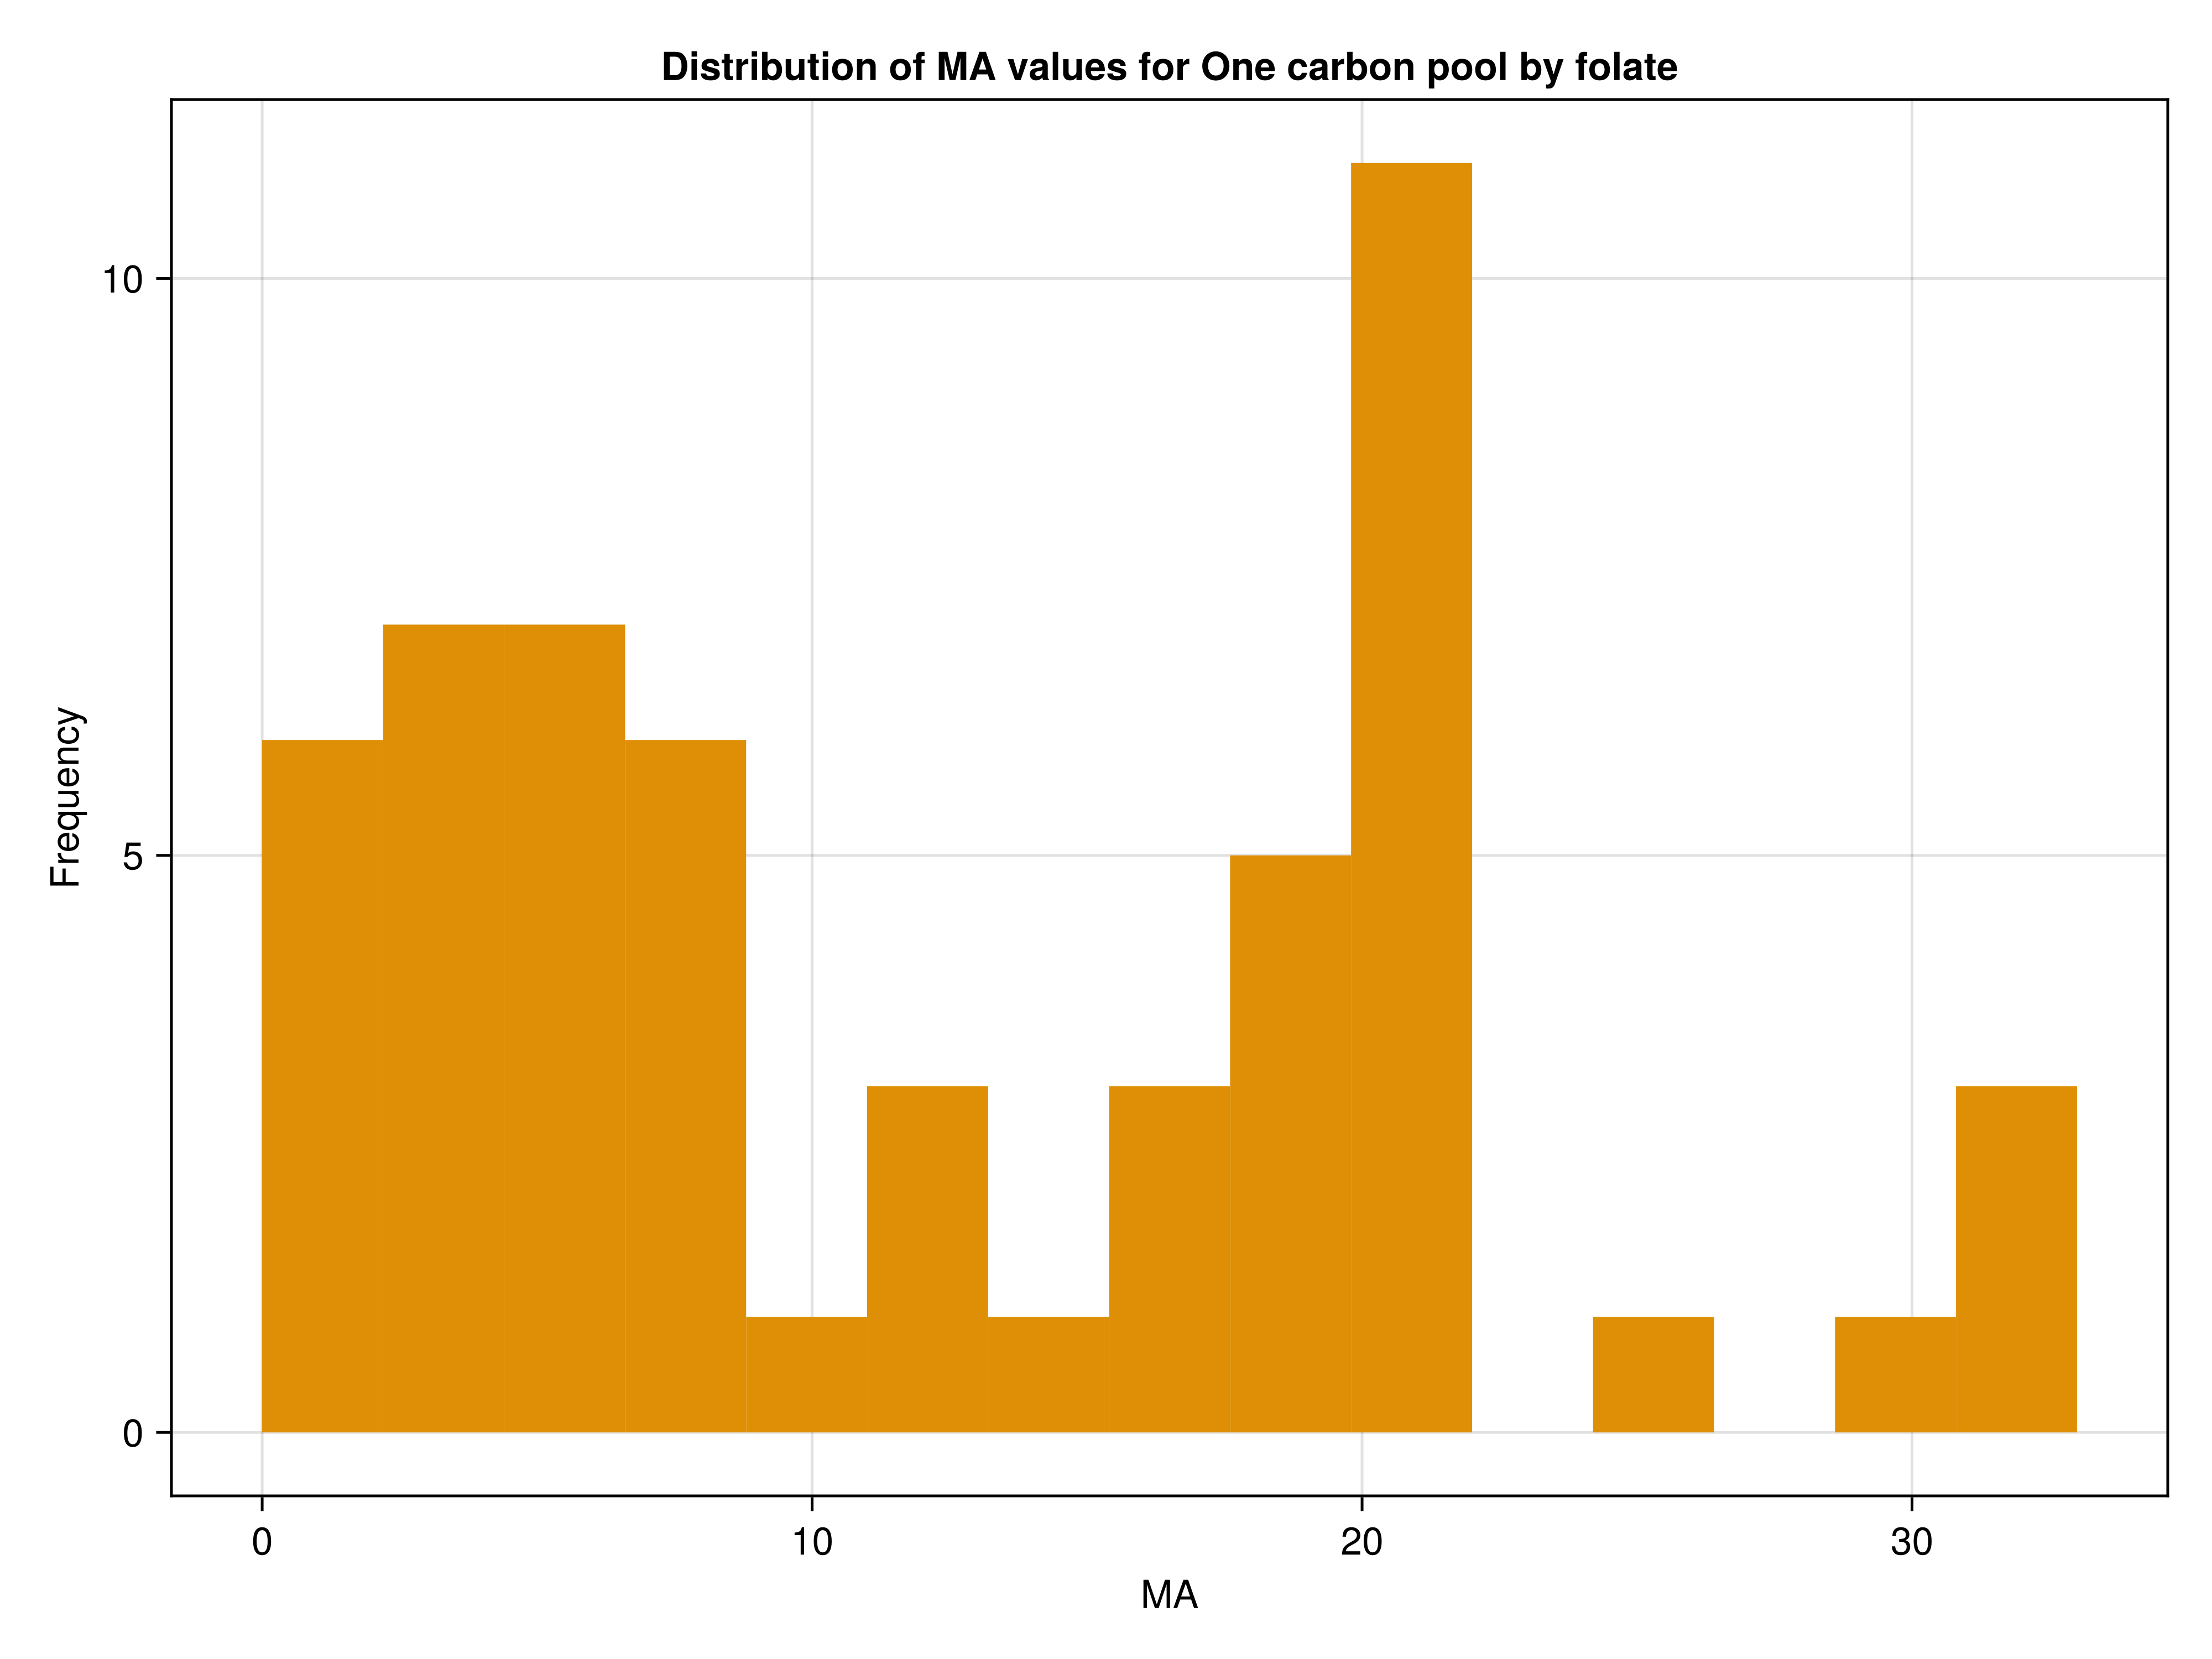 Distribution of MA values for One carbon pool by folate
Frequency
10
5
0
0 10 20 30
MA